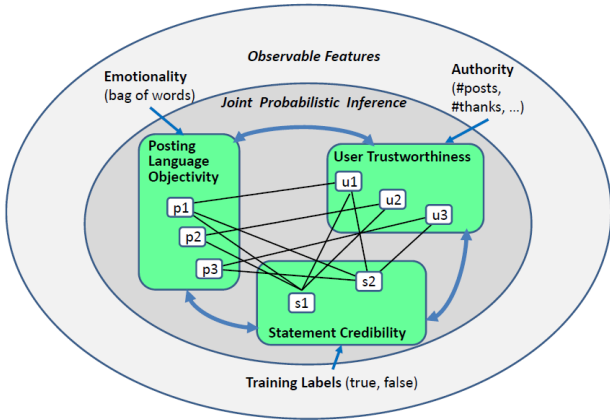 Observable Features
Emotionality
(bag of words)
Authority
(#posts,
#thanks, ...)
Joint Probabilistic Inference
Posting
Language
Objectivity
User Trustworthiness
u1
p1
u2
u3
p2
p3
s2
s1
Statement Credibility
Training Labels (true, false)